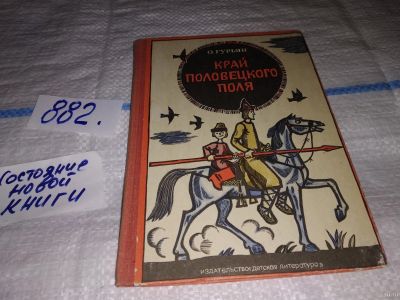 882.
Состояние
новой
книги
О. ГУРЬЯН
КРАЙ
ПОЛОВЕЦКОГО
ПОЛЯ
ИЗДАТЕЛЬСТВО «ДЕТСКАЯ ЛИТЕРАТУРА»